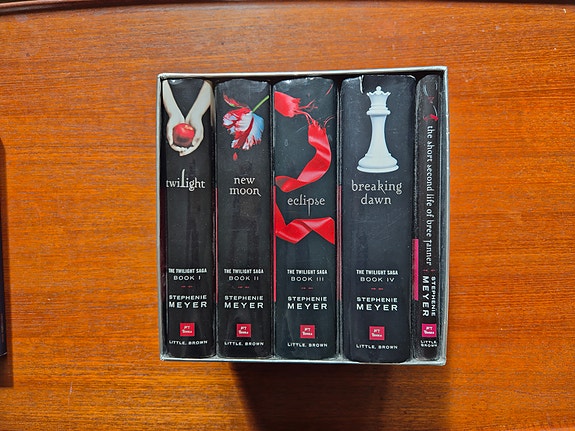 twilight
THE TWILIGHT SAGA
BOOK I
STEPHENIE
MEYER
LITTLE, BROWN
new
moon
THE TWILIGHT SAGA
BOOK II
STEPHENIE
MEYER
LITTLE, BROWN
eclipse
THE TWILIGHT SAGA
BOOK III
STEPHENIE
MEYER
LITTLE, BROWN
breaking
dawn
THE TWILIGHT SAGA
BOOK IV
STEPHENIE
MEYER
LITTLE, BROWN
the short second life of bree tanner
STEPHENIE
MEYER
LITTLE, BROWN